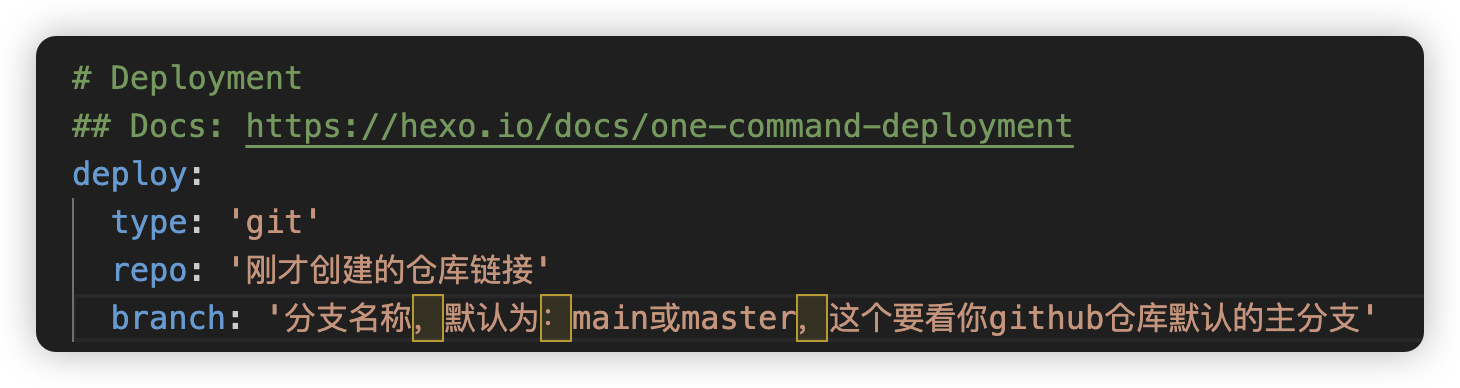 # Deployment
## Docs: https://hexo.io/docs/one-command-deployment
deploy:
  type: 'git'
  repo: '刚才创建的仓库链接'
  branch: '分支名称，默认为：main或master，这个要看你github仓库默认的主分支'